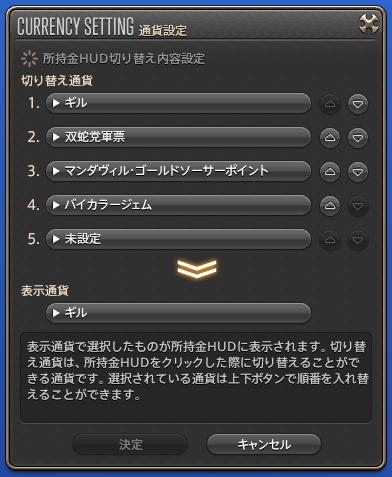 CURRENCY SETTING 通貨設定
所持金HUD切り替え内容設定
切り替え通貨
1. ギル
2. 双蛇党軍票
3. マンダヴィル・ゴールドソーサーポイント
4. バイカラージェム
5. 未設定
表示通貨
ギル
表示通貨で選択したものが所持金HUDに表示されます。切り替
え通貨は、所持金HUDをクリックした際に切り替えることがで
きる通貨です。選択されている通貨は上下ボタンで順番を入れ替
えることができます。
決定 キャンセル